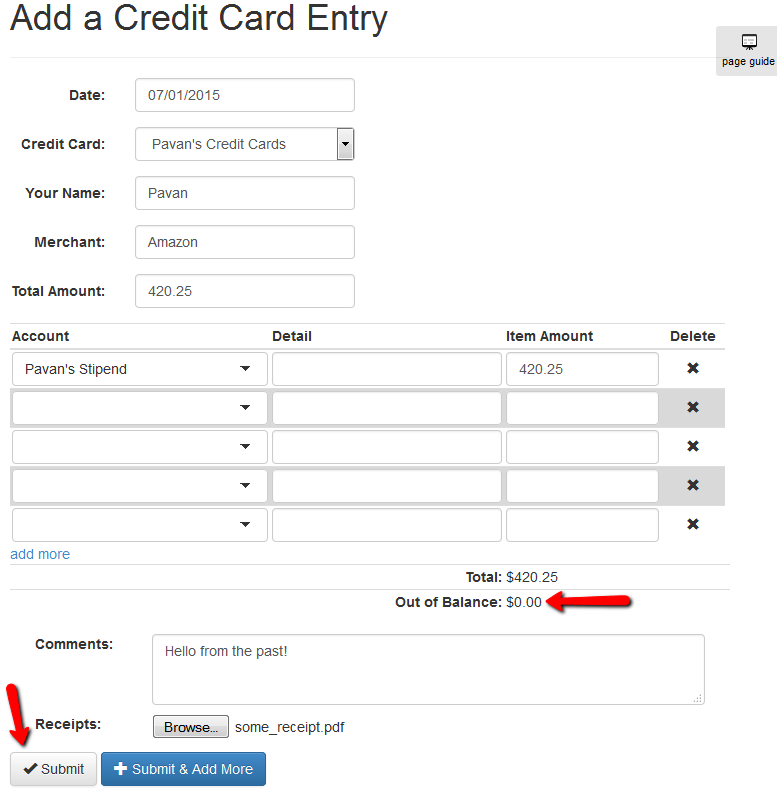 Add a Credit Card Entry
page guide
Date: 07/01/2015
Credit Card: Pavan's Credit Cards
Your Name: Pavan
Merchant: Amazon
Total Amount: 420.25
Account Detail Item Amount Delete
Pavan's Stipend 420.25
add more
Total: $420.25
Out of Balance: $0.00
Comments: Hello from the past!
Receipts: Browse... some_receipt.pdf
Submit Submit & Add More